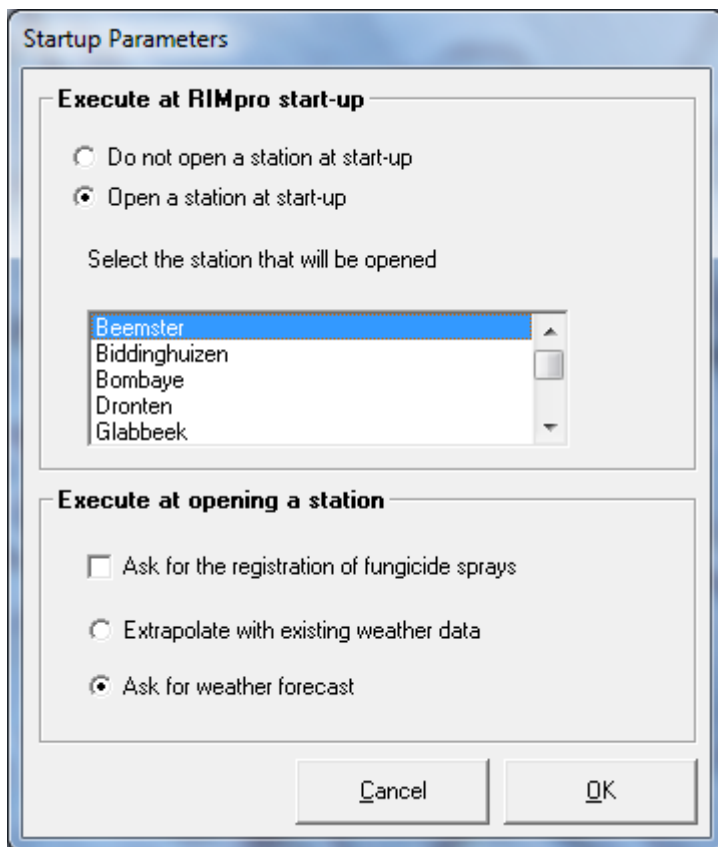 Startup Parameters
Execute at RIMpro start-up
Do not open a station at start-up
Open a station at start-up
Select the station that will be opened
Beemster
Biddinghuizen
Bombaye
Dronten
Glabbeek
Execute at opening a station
Ask for the registration of fungicide sprays
Extrapolate with existing weather data
Ask for weather forecast
Cancel OK